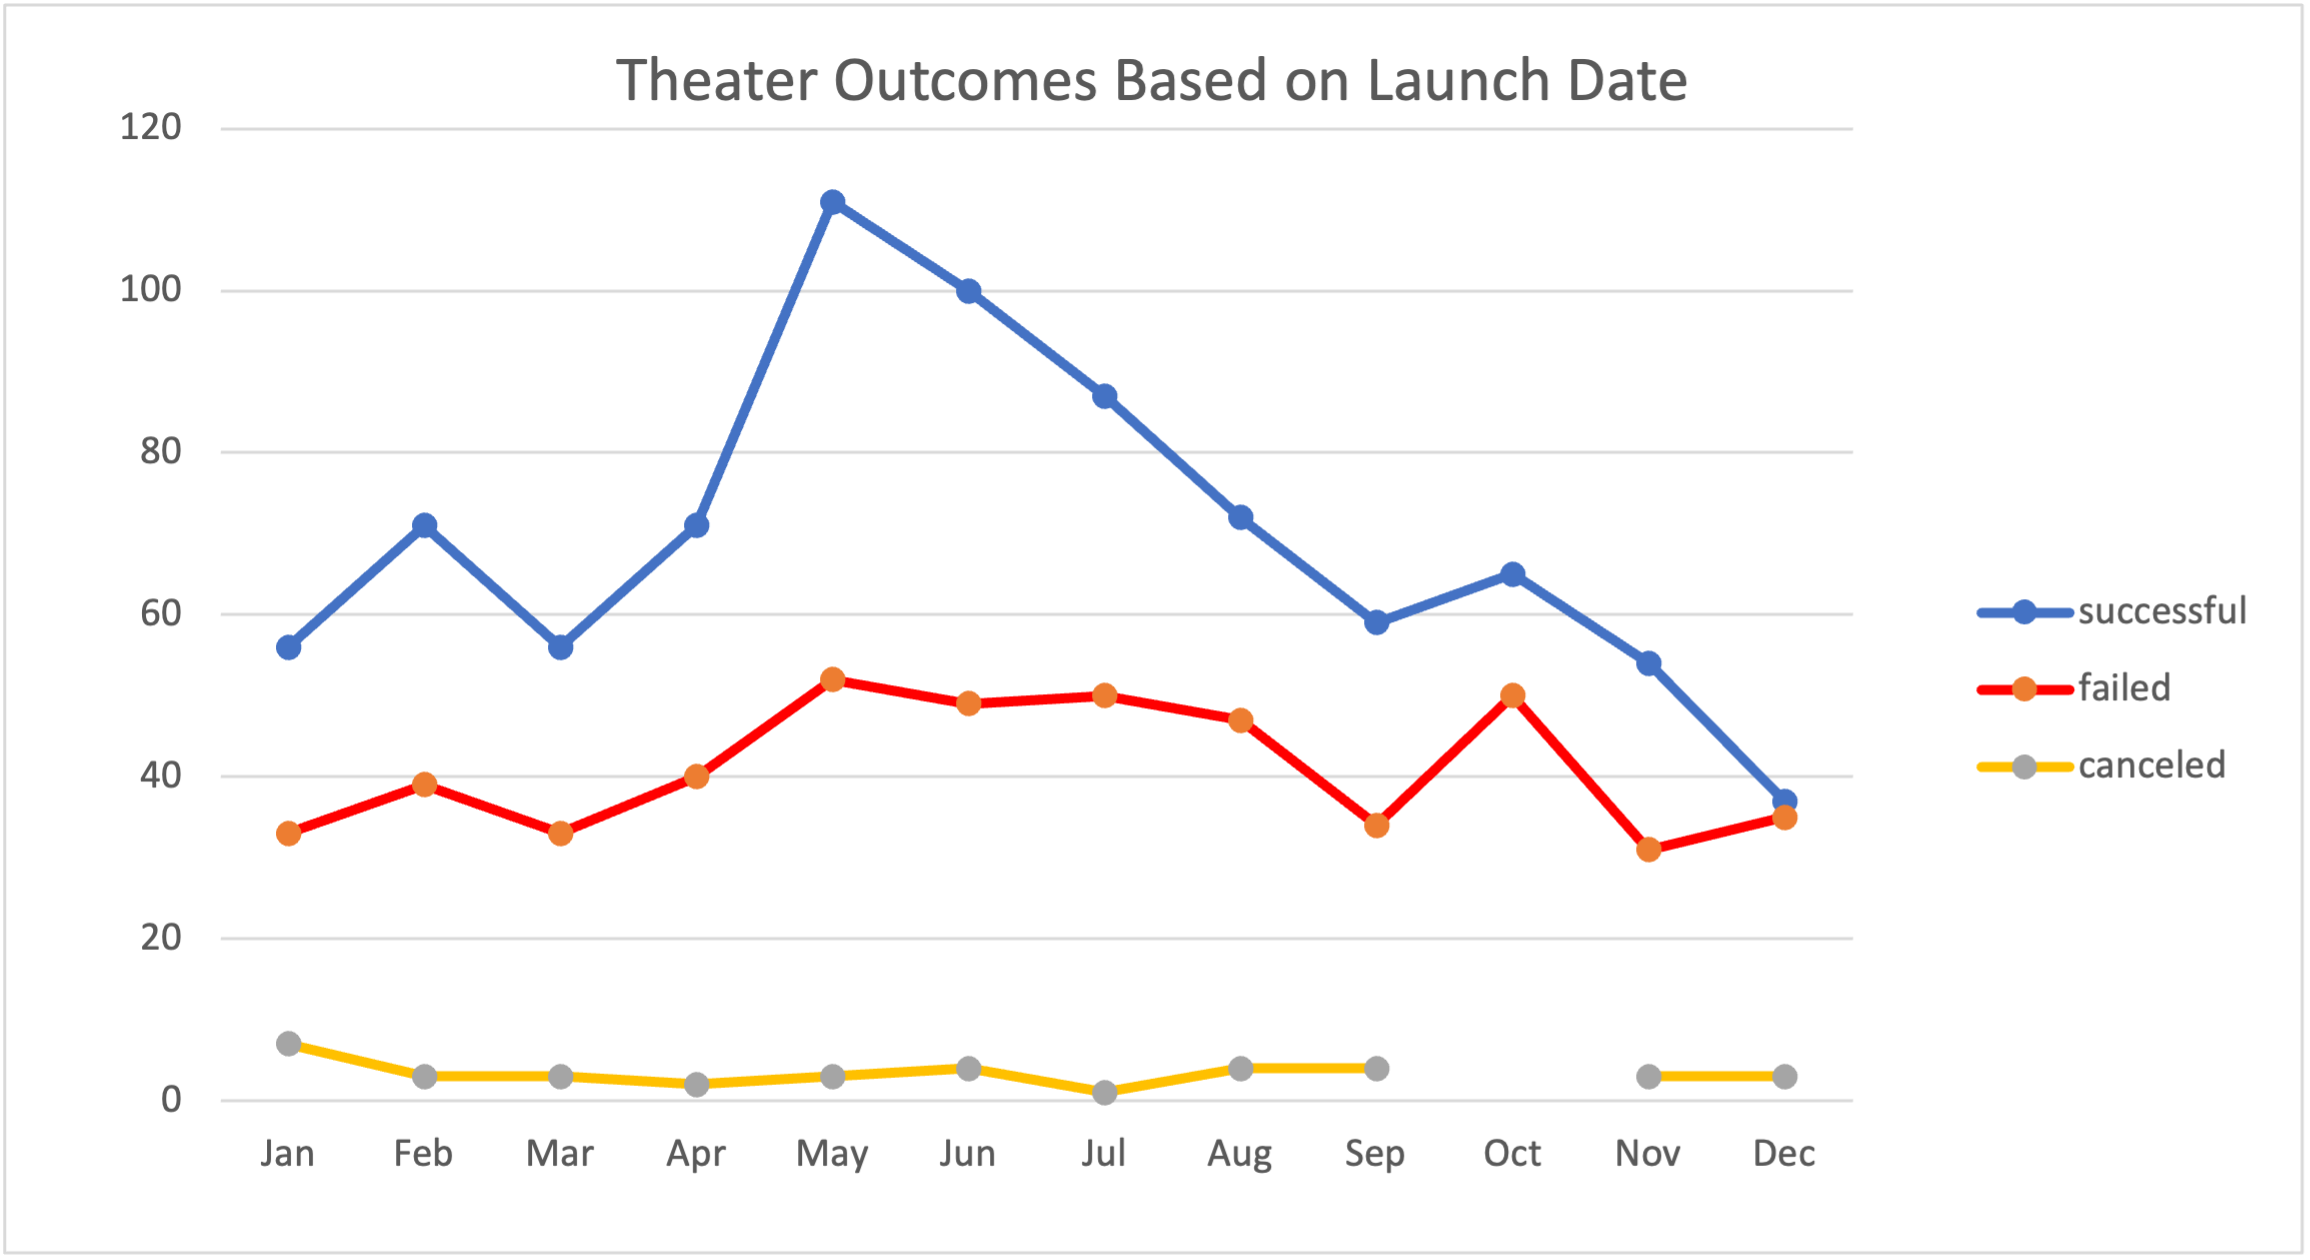 Theater Outcomes Based on Launch Date
120
100
80
60
40
20
0
Jan Feb Mar Apr May Jun Jul Aug Sep Oct Nov Dec
successful
failed
canceled